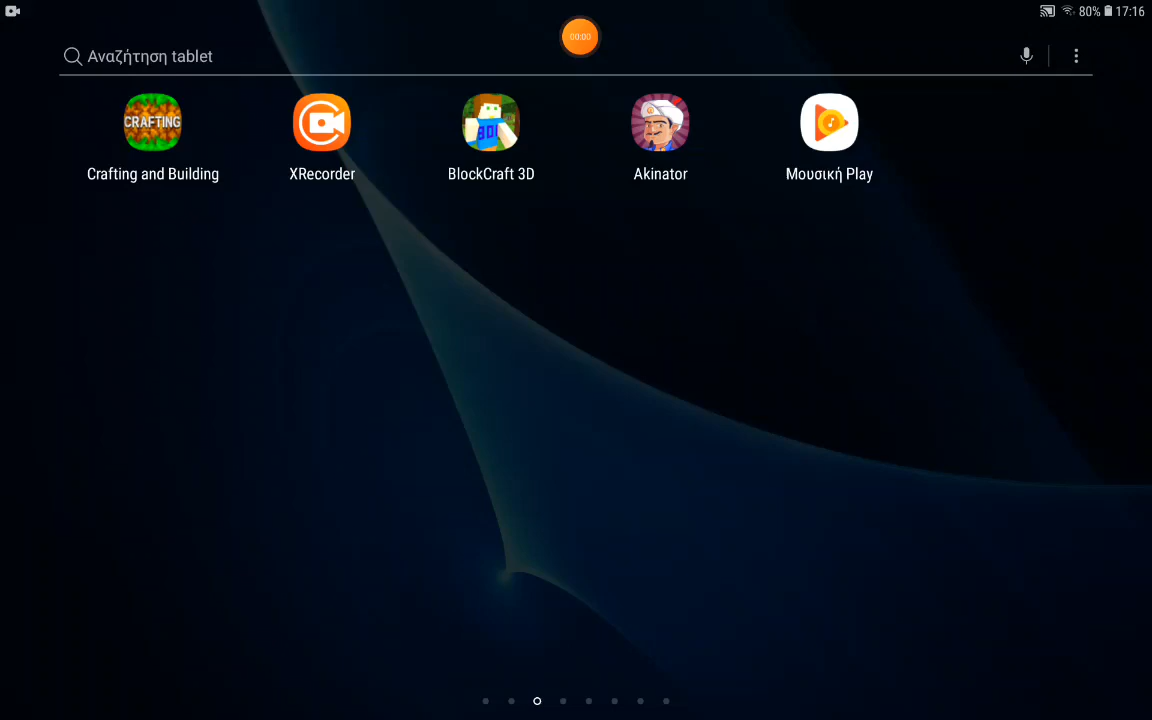 80% 17:16
00:00
Αναζήτηση tablet
CRAFTING
Crafting and Building
XRecorder
BlockCraft 3D
Akinator
Μουσική Play